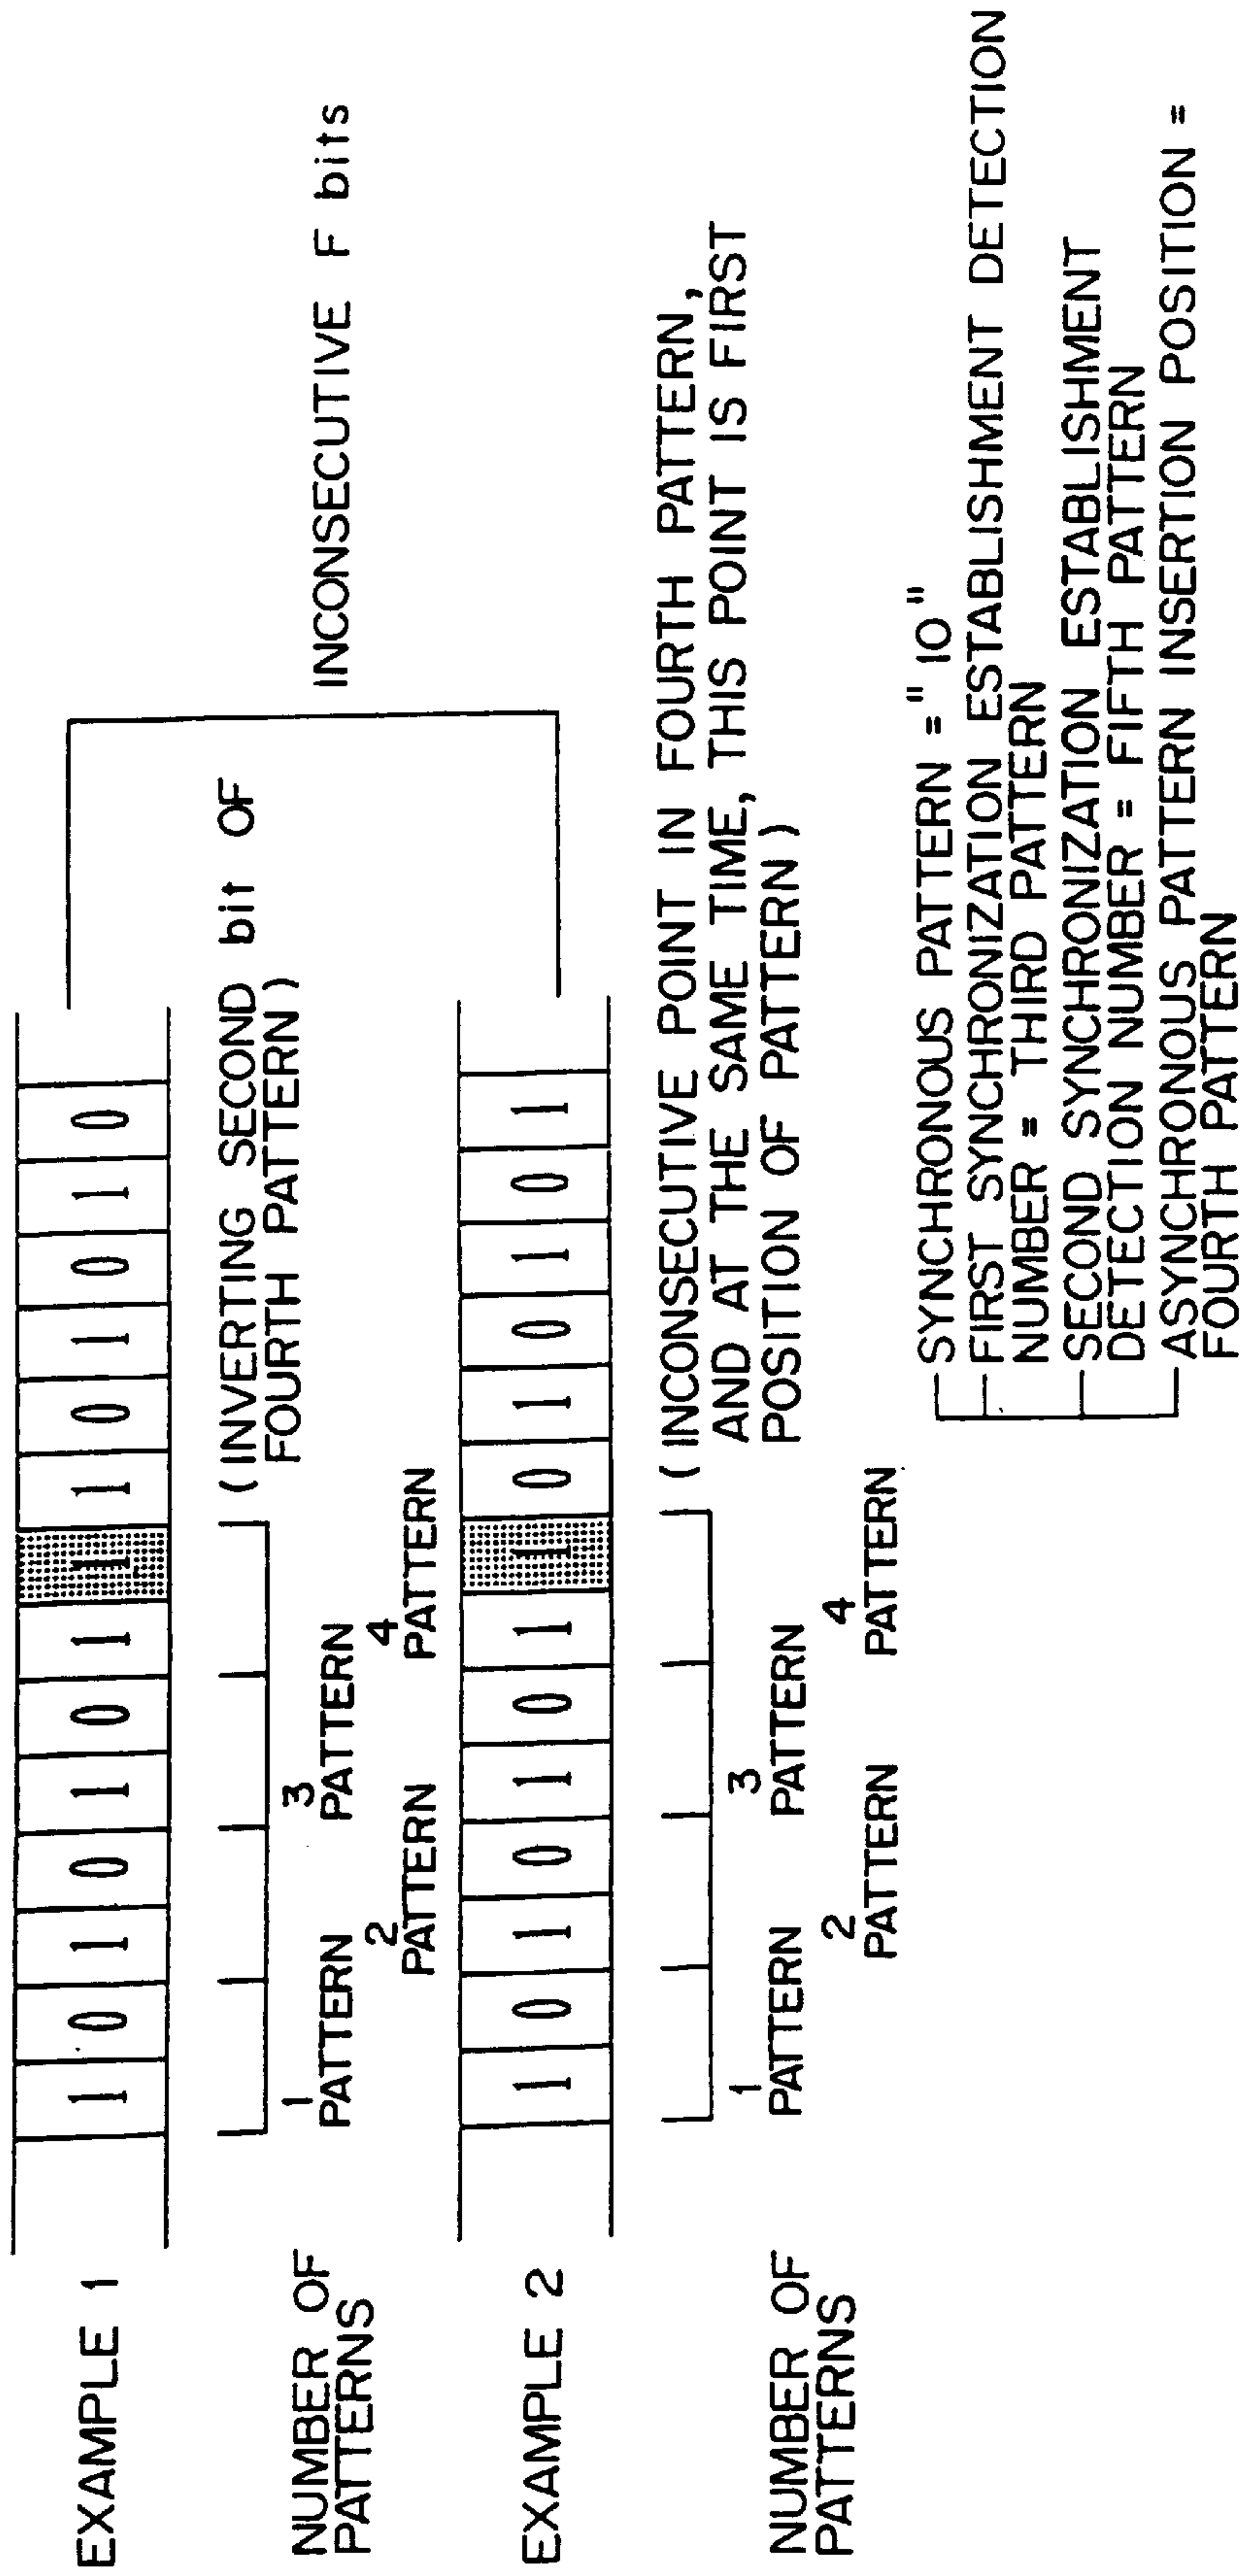 EXAMPLE 1
1 0 1 0 1 0 1 1 1 0 1 0 1 0
NUMBER OF
PATTERNS
1
PATTERN
2
PATTERN
3
PATTERN
4
PATTERN
(INVERTING SECOND bit OF
FOURTH PATTERN)
INCONSECUTIVE F bits
EXAMPLE 2
1 0 1 0 1 0 1 1 0 1 0 1 0 1
NUMBER OF
PATTERNS
1
PATTERN
2
PATTERN
3
PATTERN
4
PATTERN
(INCONSECUTIVE POINT IN FOURTH PATTERN,
AND AT THE SAME TIME, THIS POINT IS FIRST
POSITION OF PATTERN)
SYNCHRONOUS PATTERN ="10"
FIRST SYNCHRONIZATION ESTABLISHMENT DETECTION
NUMBER = THIRD PATTERN
SECOND SYNCHRONIZATION ESTABLISHMENT
DETECTION NUMBER = FIFTH PATTERN
ASYNCHRONOUS PATTERN INSERTION POSITION =
FOURTH PATTERN